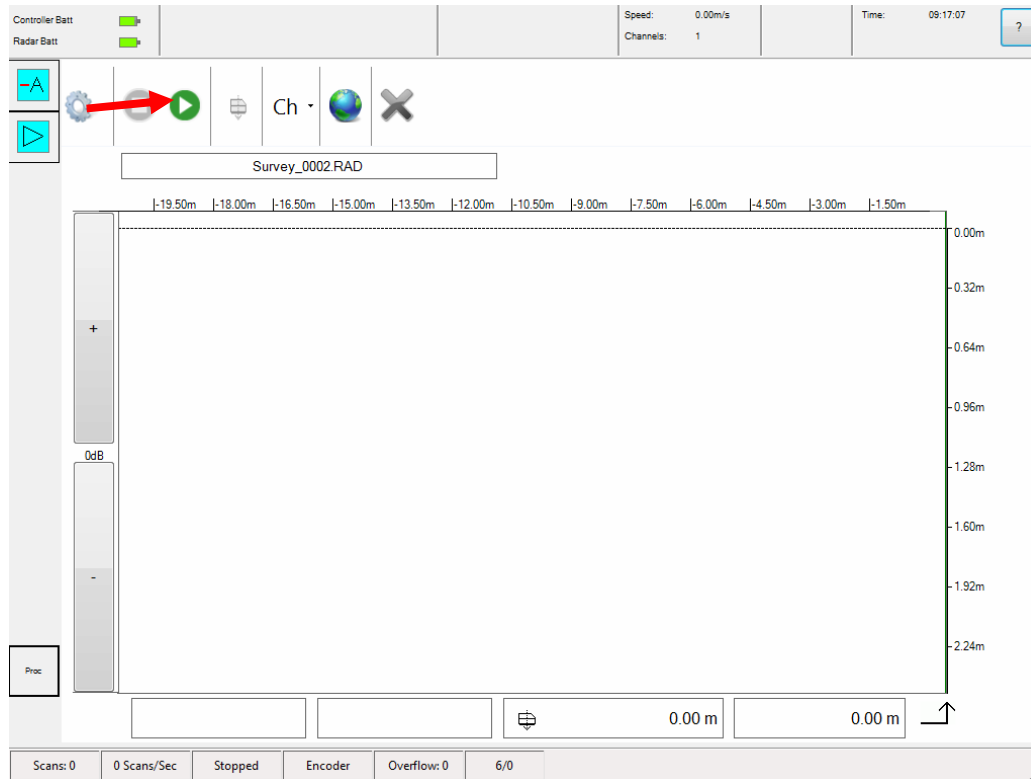 Controller Batt
Radar Batt
Speed: 0.00m/s
Channels: 1
Time: 09:17:07
?
-A
Ch
Survey_0002.RAD
-19.50m -18.00m -16.50m -15.00m -13.50m -12.00m -10.50m -9.00m -7.50m -6.00m -4.50m -3.00m -1.50m
0.00m
0.32m
0.64m
+
0.96m
0dB
1.28m
1.60m
-
1.92m
2.24m
Proc
0.00 m 0.00 m
Scans: 0 0 Scans/Sec Stopped Encoder Overflow: 0 6/0